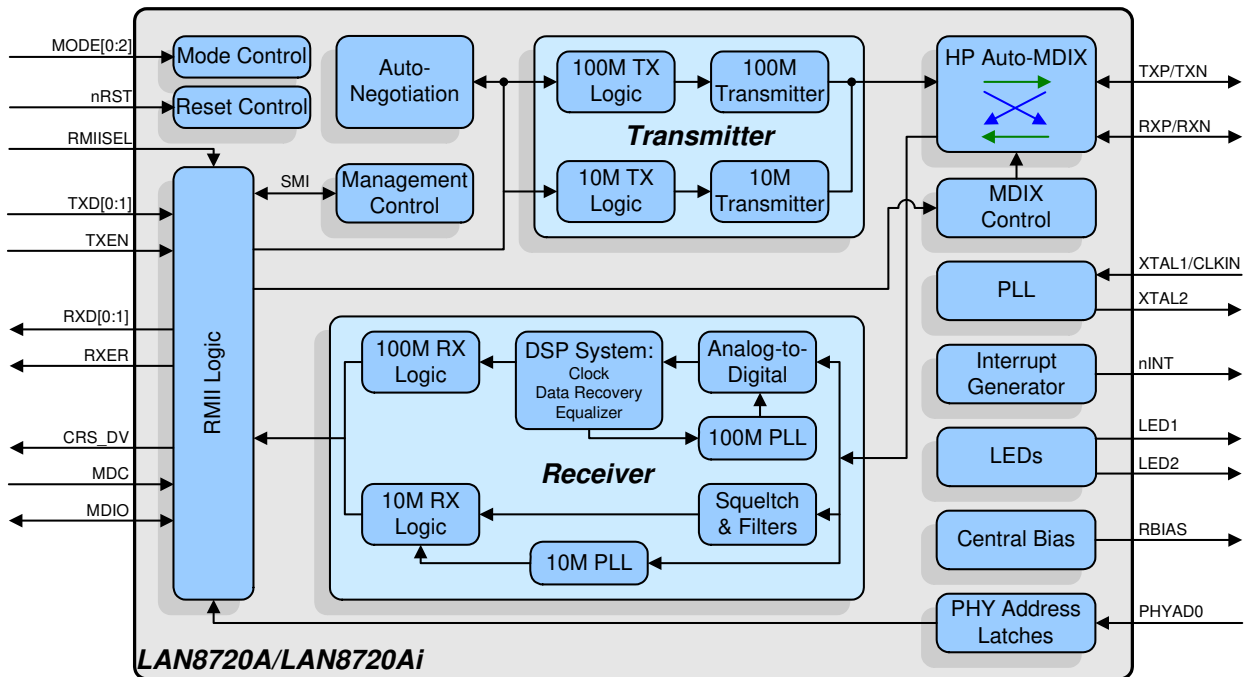 MODE[0:2]
nRST
RMIISEL
TXD[0:1]
TXEN
RXD[0:1]
RXER
CRS_DV
MDC
MDIO
Mode Control
Reset Control
RMII Logic
SMI
Auto-
Negotiation
Management
Control
100M TX
Logic
100M
Transmitter
Transmitter
10M TX
Logic
10M
Transmitter
100M RX
Logic
DSP System:
Clock
Data Recovery
Equalizer
Analog-to-
Digital
100M PLL
Receiver
10M RX
Logic
Squeltch
& Filters
10M PLL
HP Auto-MDIX
MDIX
Control
PLL
Interrupt
Generator
LEDs
Central Bias
PHY Address
Latches
TXP/TXN
RXP/RXN
XTAL1/CLKIN
XTAL2
nINT
LED1
LED2
RBIAS
PHYAD0
LAN8720A/LAN8720Ai